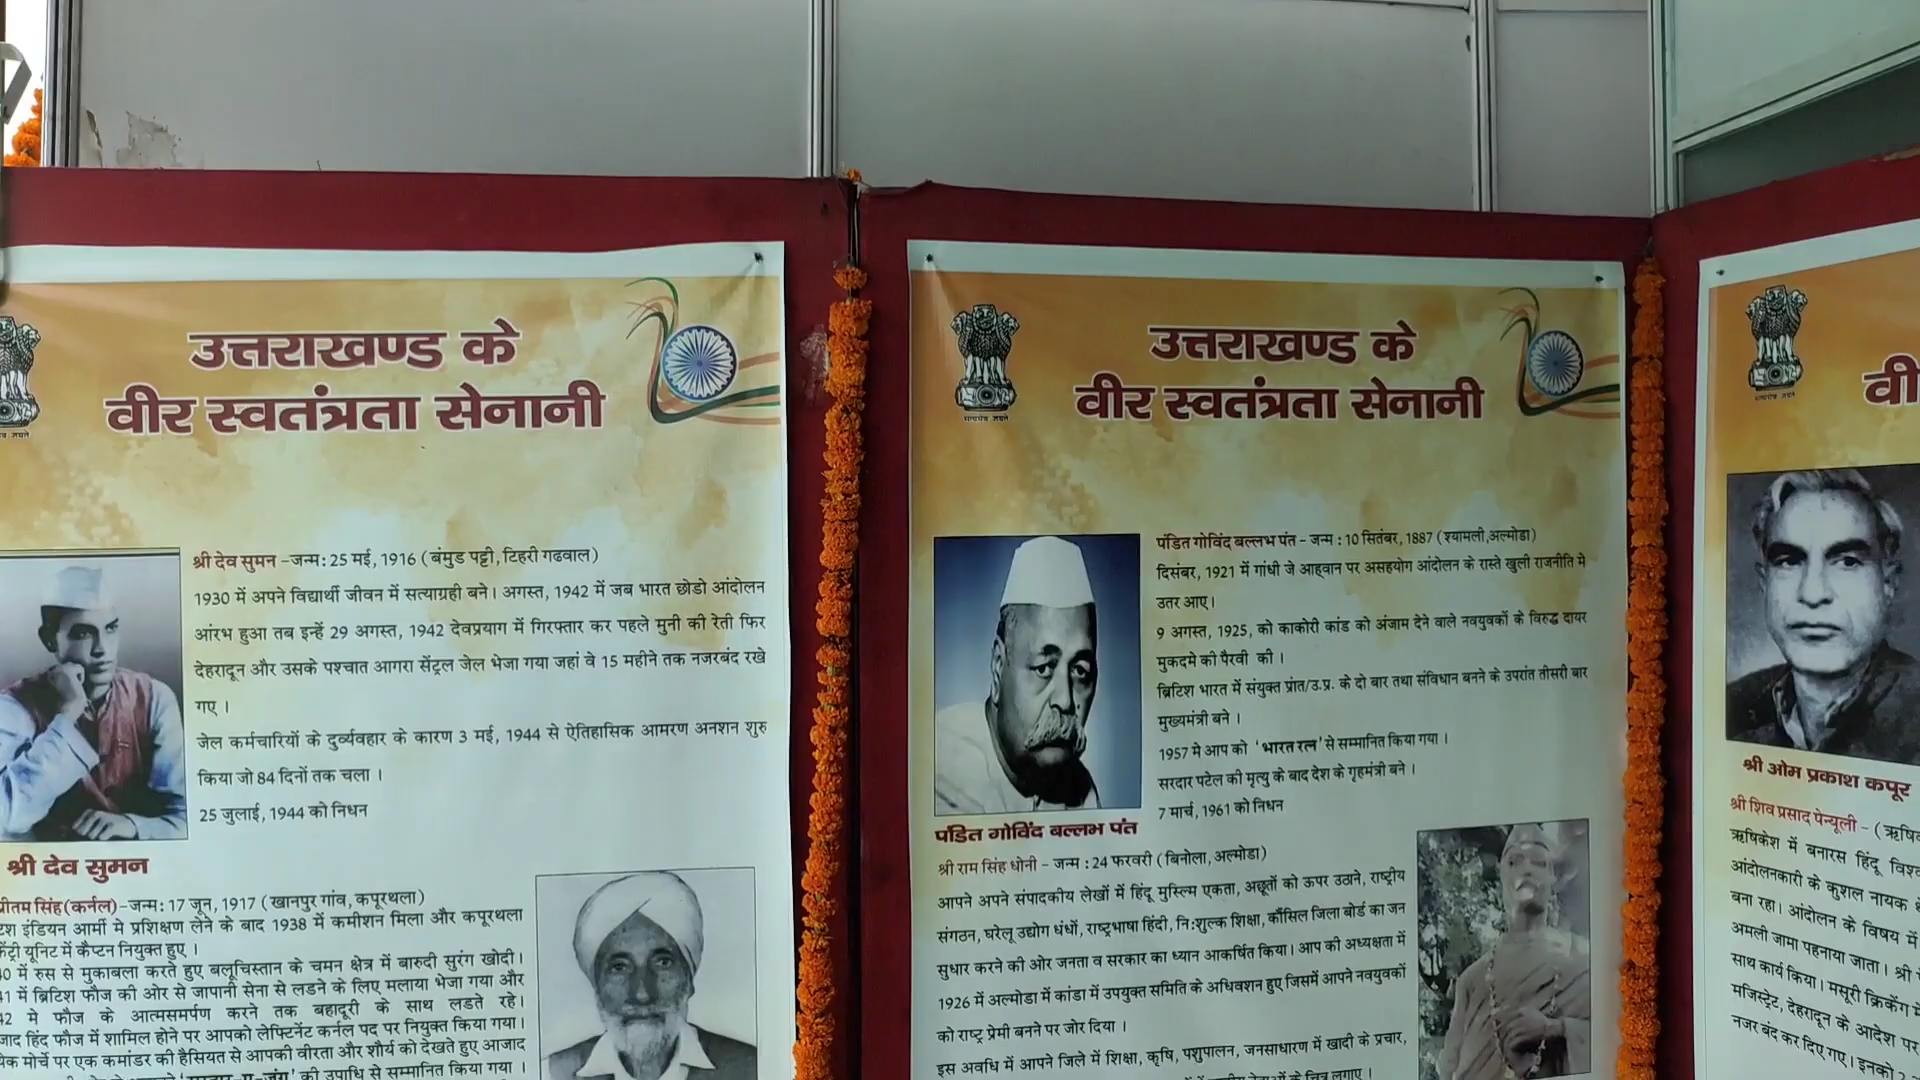 उत्तराखण्ड के
वीर स्वतंत्रता सेनानी
श्री देव सुमन –जन्म : 25 मई, 1916 (बंमुड पट्टी, टिहरी गढवाल)
1930 में अपने विद्यार्थी जीवन में सत्याग्रही बने। अगस्त, 1942 में जब भारत छोडो आंदोलन
आंरभ हुआ तब इन्हें 29 अगस्त, 1942 देवप्रयाग में गिरफ्तार कर पहले मुनी की रेती फिर
देहरादून और उसके पश्चात आगरा सेंट्रल जेल भेजा गया जहां वे 15 महीने तक नजरबंद रखे
गए ।
जेल कर्मचारियों के दुर्व्यवहार के कारण 3 मई, 1944 से ऐतिहासिक आमरण अनशन शुरु
किया जो 84 दिनों तक चला ।
25 जुलाई, 1944 को निधन
श्री देव सुमन
सिंह (कर्नल) –जन्म : 17 जून, 1917 (खानपुर गांव, कपूरथला)
इंडियन आर्मी मे प्रशिक्षण लेने के बाद 1938 में कमीशन मिला और कपूरथला
यूनिट में कैप्टन नियुक्त हुए ।
में रुस से मुकाबला करते हुए बलूचिस्तान के चमन क्षेत्र में बारुदी सुरंग खोदी।
में ब्रिटिश फौज की ओर से जापानी सेना से लडने के लिए मलाया भेजा गया और
मे फौज के आत्मसमर्पण करने तक बहादूरी के साथ लडते रहे।
हिंद फौज में शामिल होने पर आपको लेफ्टिनेंट कर्नल पद पर नियुक्त किया गया।
मोर्चे पर एक कमांडर की हैसियत से आपकी वीरता और शौर्य को देखते हुए आजाद
की उपाधि से सम्मानित किया गया ।
सत्यमेव जयते
उत्तराखण्ड के
वीर स्वतंत्रता सेनानी
पंडित गोविंद बल्लभ पंत – जन्म : 10 सितंबर, 1887 (श्यामली,अल्मोडा)
दिसंबर, 1921 में गांधी जे आह्वान पर असहयोग आंदोलन के रास्ते खुली राजनीति मे
उतर आए।
9 अगस्त, 1925, को काकोरी कांड को अंजाम देने वाले नवयुवकों के विरुद्ध दायर
मुकदमे की पैरवी की ।
ब्रिटिश भारत में संयुक्त प्रांत/उ.प्र. के दो बार तथा संविधान बनने के उपरांत तीसरी बार
मुख्यमंत्री बने ।
1957 मे आप को 'भारत रत्न' से सम्मानित किया गया ।
सरदार पटेल की मृत्यु के बाद देश के गृहमंत्री बने ।
7 मार्च, 1961 को निधन
पंडित गोविंद बल्लभ पंत
श्री राम सिंह धोनी – जन्म : 24 फरवरी (बिनोला, अल्मोडा)
आपने अपने संपादकीय लेखों में हिंदू मुस्लिम एकता, अछूतों को ऊपर उठाने, राष्ट्रीय
संगठन, घरेलू उद्योग धंधों, राष्ट्रभाषा हिंदी, नि:शुल्क शिक्षा, कौंसिल जिला बोर्ड का जन
सुधार करने की ओर जनता व सरकार का ध्यान आकर्षित किया। आप की अध्यक्षता में
1926 में अल्मोडा में कांडा में उपयुक्त समिति के अधिवशन हुए जिसमें आपने नवयुवकों
को राष्ट्र प्रेमी बनने पर जोर दिया ।
इस अवधि में आपने जिले में शिक्षा, कृषि, पशुपालन, जनसाधारण में खादी के प्रचार,
के चित्र लगाए ।
वी
श्री ओम प्रकाश कपूर
श्री शिव प्रसाद पेन्यूली –
ऋषिकेश में बनारस हिंदू
आंदोलनकारी के कुशल नायक
बना रहा। आंदोलन के विषय में
अमली जामा पहनाया जाता। श्री
साथ कार्य किया। मसूरी क्रिकेंग
मजिस्ट्रेट, देहरादून के आदेश पर
नजर बंद कर दिए गए। इनको